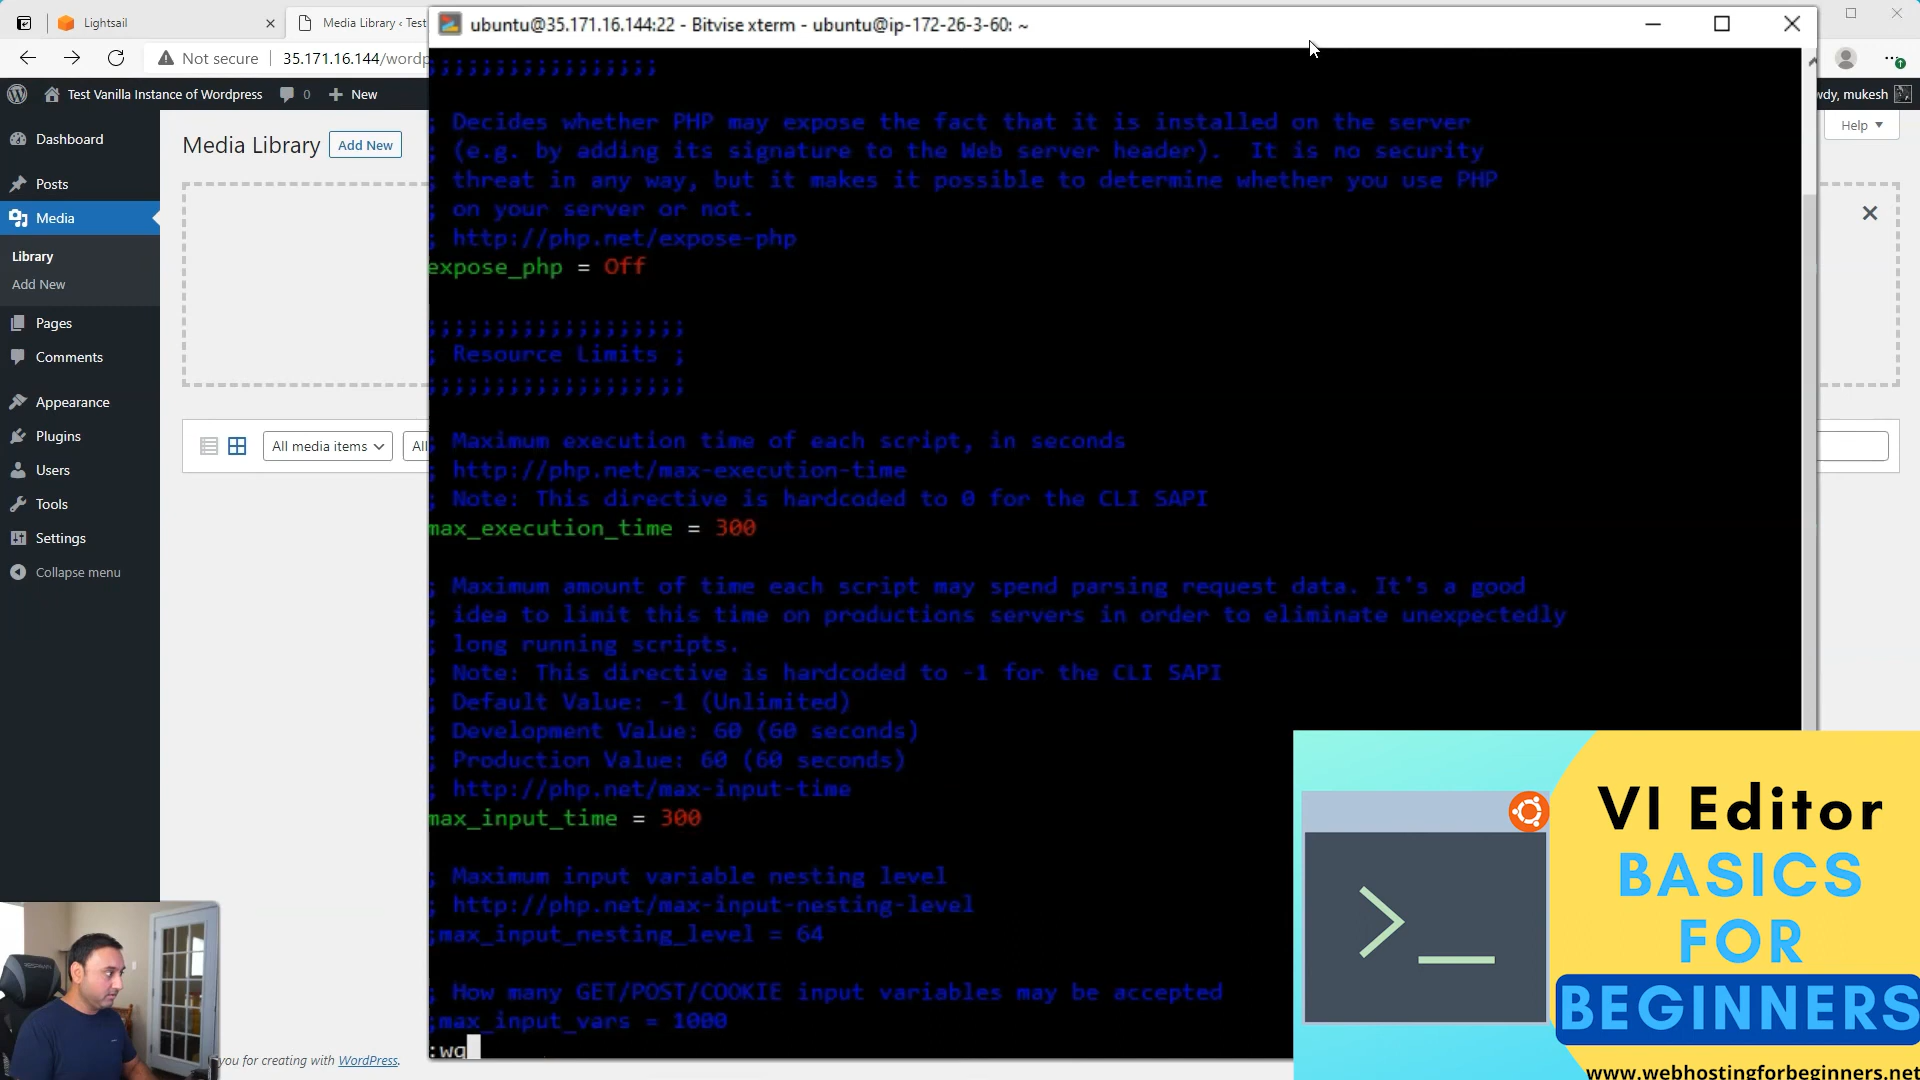 Lightsail
Media Library ‹ Test
ubuntu@35.171.16.144:22 - Bitvise xterm - ubuntu@ip-172-26-3-60: ~
Not secure
35.171.16.144/wordp
Test Vanilla Instance of Wordpress
0
New
wdy, mukesh
Dashboard
Posts
Media
Library
Add New
Pages
Comments
Appearance
Plugins
Users
Tools
Settings
Collapse menu
Media Library
Add New
Help
All media items
All
you for creating with WordPress.
;;;;;;;;;;;;;;;;;
; Decides whether PHP may expose the fact that it is installed on the server
; (e.g. by adding its signature to the Web server header).  It is no security
; threat in any way, but it makes it possible to determine whether you use PHP
; on your server or not.
; http://php.net/expose-php
expose_php = Off
;;;;;;;;;;;;;;;;;;;
; Resource Limits ;
;;;;;;;;;;;;;;;;;;;
; Maximum execution time of each script, in seconds
; http://php.net/max-execution-time
; Note: This directive is hardcoded to 0 for the CLI SAPI
max_execution_time = 300
; Maximum amount of time each script may spend parsing request data. It's a good
; idea to limit this time on productions servers in order to eliminate unexpectedly
; long running scripts.
; Note: This directive is hardcoded to -1 for the CLI SAPI
; Default Value: -1 (Unlimited)
; Development Value: 60 (60 seconds)
; Production Value: 60 (60 seconds)
; http://php.net/max-input-time
max_input_time = 300
; Maximum input variable nesting level
; http://php.net/max-input-nesting-level
;max_input_nesting_level = 64
; How many GET/POST/COOKIE input variables may be accepted
;max_input_vars = 1000
:wq
VI Editor
BASICS
FOR
BEGINNERS
www.webhostingforbeginners.net